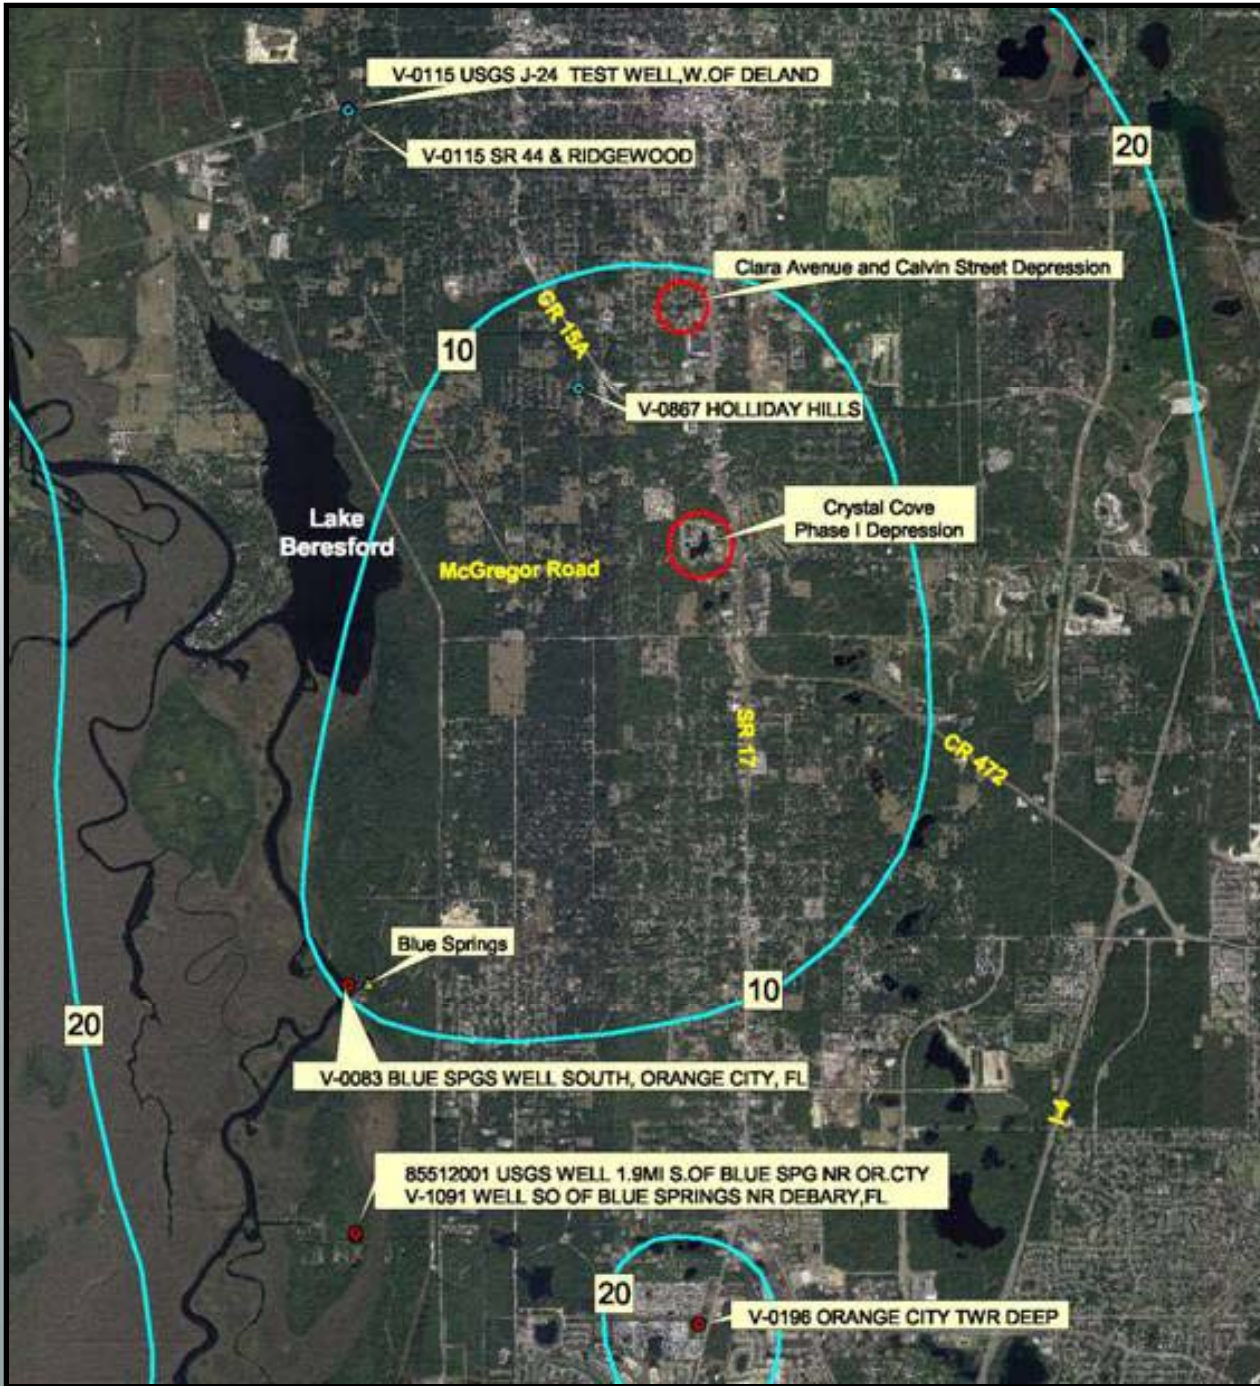 V-0115 USGS J-24 TEST WELL,W.OF DELAND
V-0115 SR 44 & RIDGEWOOD
20
Clara Avenue and Calvin Street Depression
CR 15A
10
V-0867 HOLLIDAY HILLS
Crystal Cove
Phase I Depression
Lake
Beresford
McGregor Road
SR 17
CR 472
Blue Springs
10
20
V-0083 BLUE SPGS WELL SOUTH, ORANGE CITY, FL
I-4
85512001 USGS WELL 1.9MI S.OF BLUE SPG NR OR.CTY
V-1091 WELL SO OF BLUE SPRINGS NR DEBARY,FL
20
V-0196 ORANGE CITY TWR DEEP